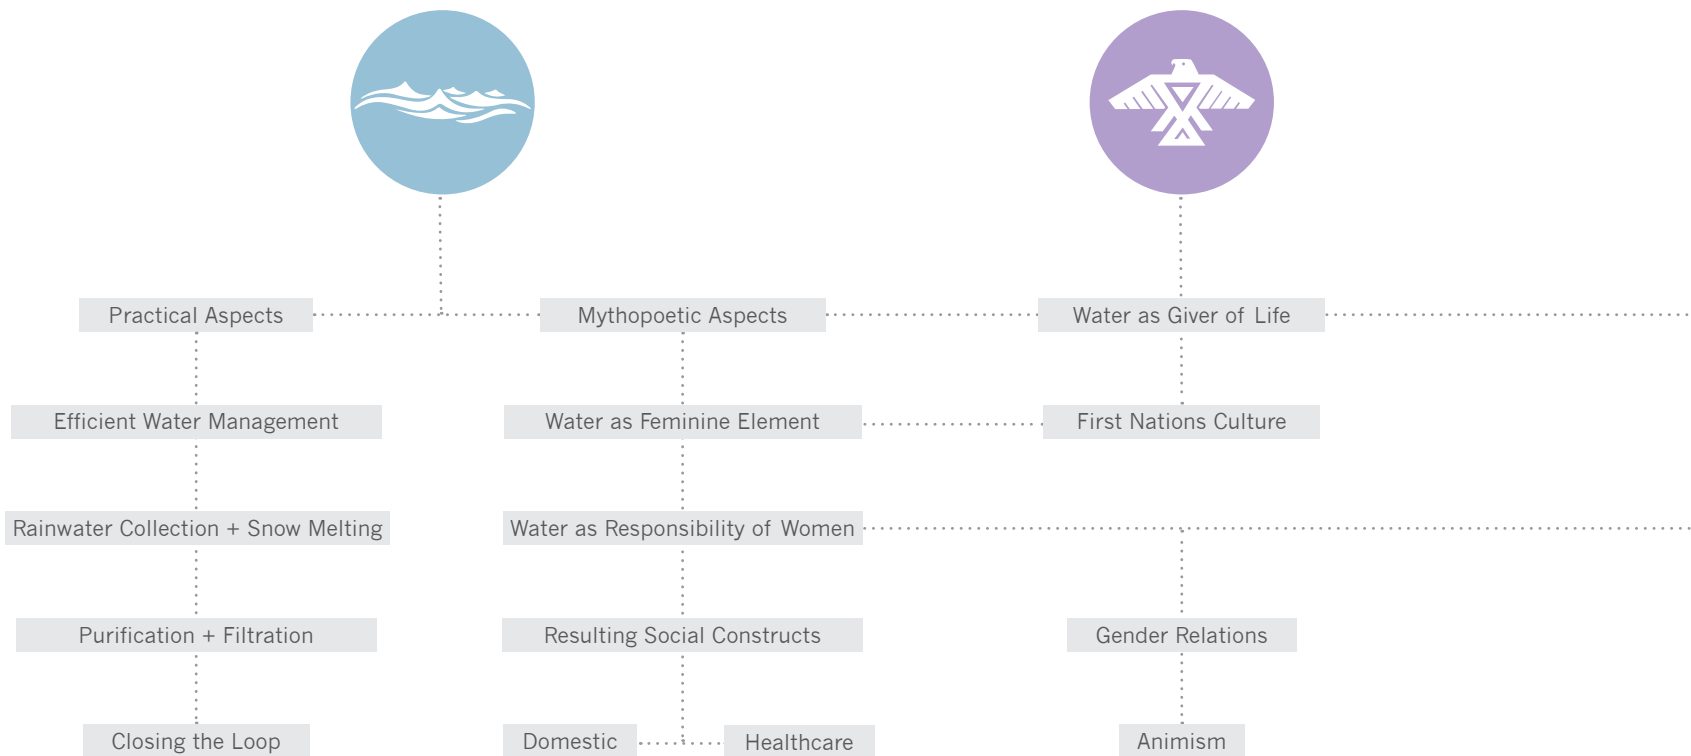 Practical Aspects
Mythopoetic Aspects
Water as Giver of Life
Efficient Water Management
Water as Feminine Element
First Nations Culture
Rainwater Collection + Snow Melting
Water as Responsibility of Women
Purification + Filtration
Resulting Social Constructs
Gender Relations
Closing the Loop
Domestic
Healthcare
Animism